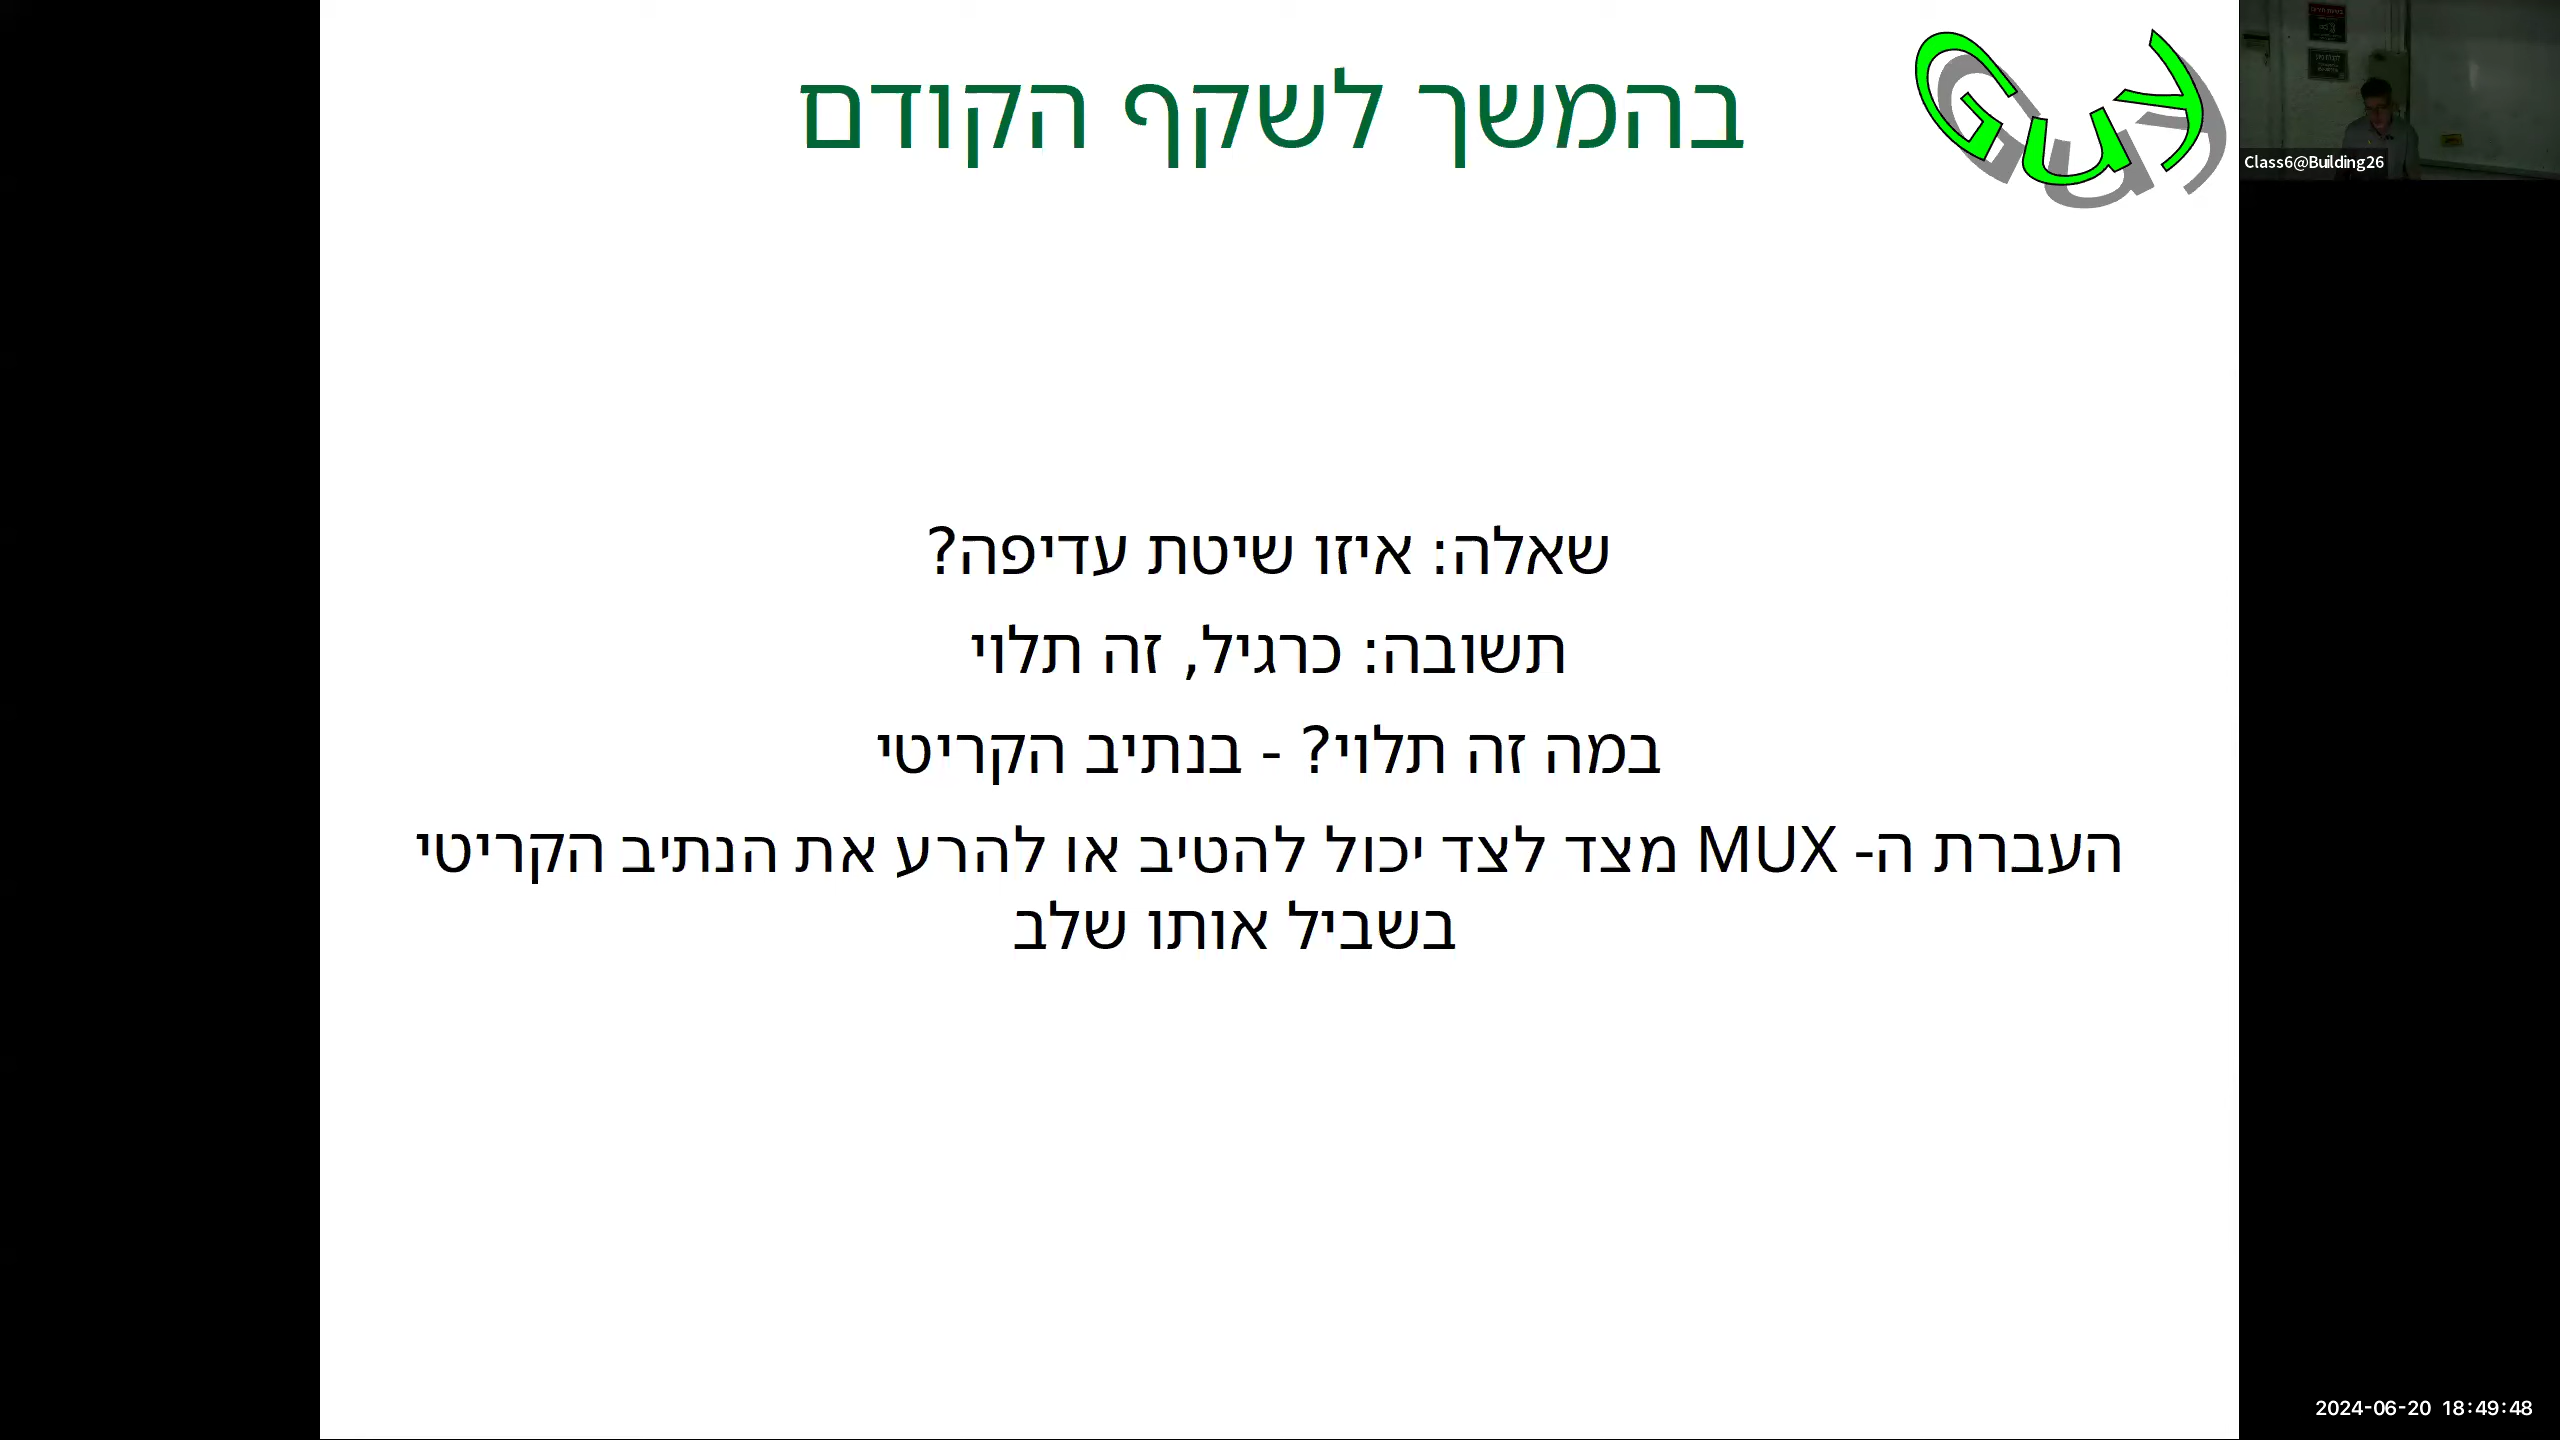 בהמשך לשקף הקודם
Guy
שאלה: איזו שיטת עדיפה?
תשובה: כרגיל, זה תלוי
במה זה תלוי? - בנתיב הקריטי
העברת ה- MUX מצד לצד יכול להטיב או להרע את הנתיב הקריטי
בשביל אותו שלב
Class6@Building26
2024-06-20 18:49:48